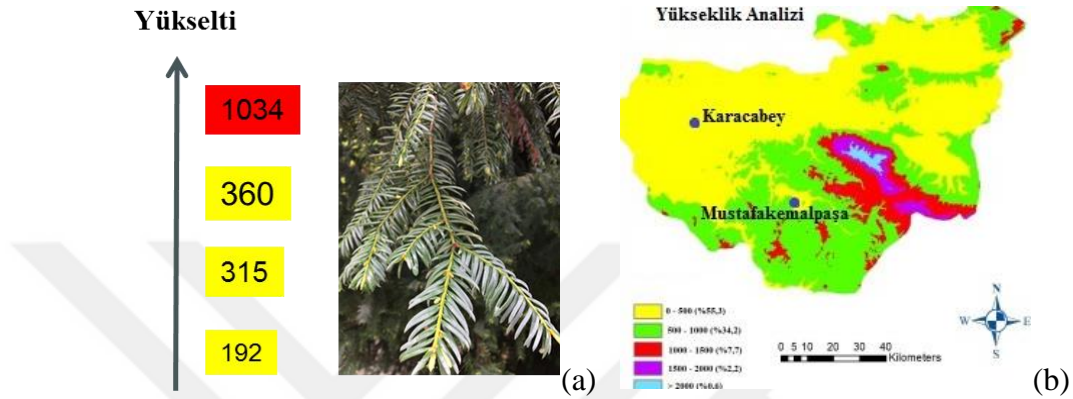 Yükselti
1034
360
315
192
(a)
Yükseklik Analizi
Karacabey
Mustafakemalpaşa
0 - 500 (%55,3)
500 - 1000 (%34,2)
1000 - 1500 (%7,7)
1500 - 2000 (%2,2)
> 2000 (%0,6)
N
W
E
S
0 5 10 20 30 40
Kilometers
(b)